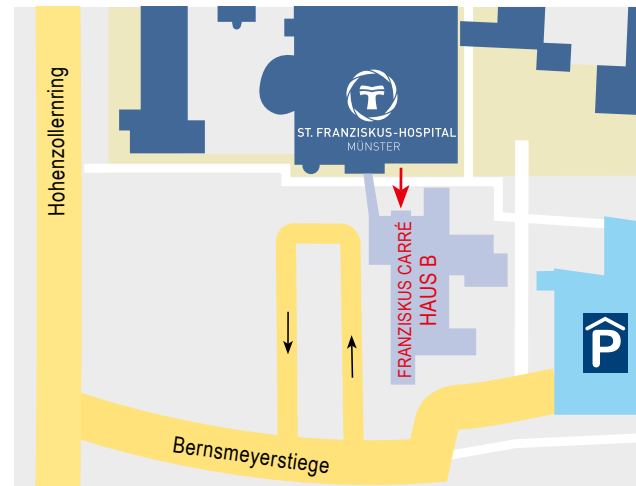 Hohenzollernring
ST. FRANZISKUS-HOSPITAL
MÜNSTER
FRANZISKUS CARRÉ
HAUS B
P
Bernsmeyerstiege